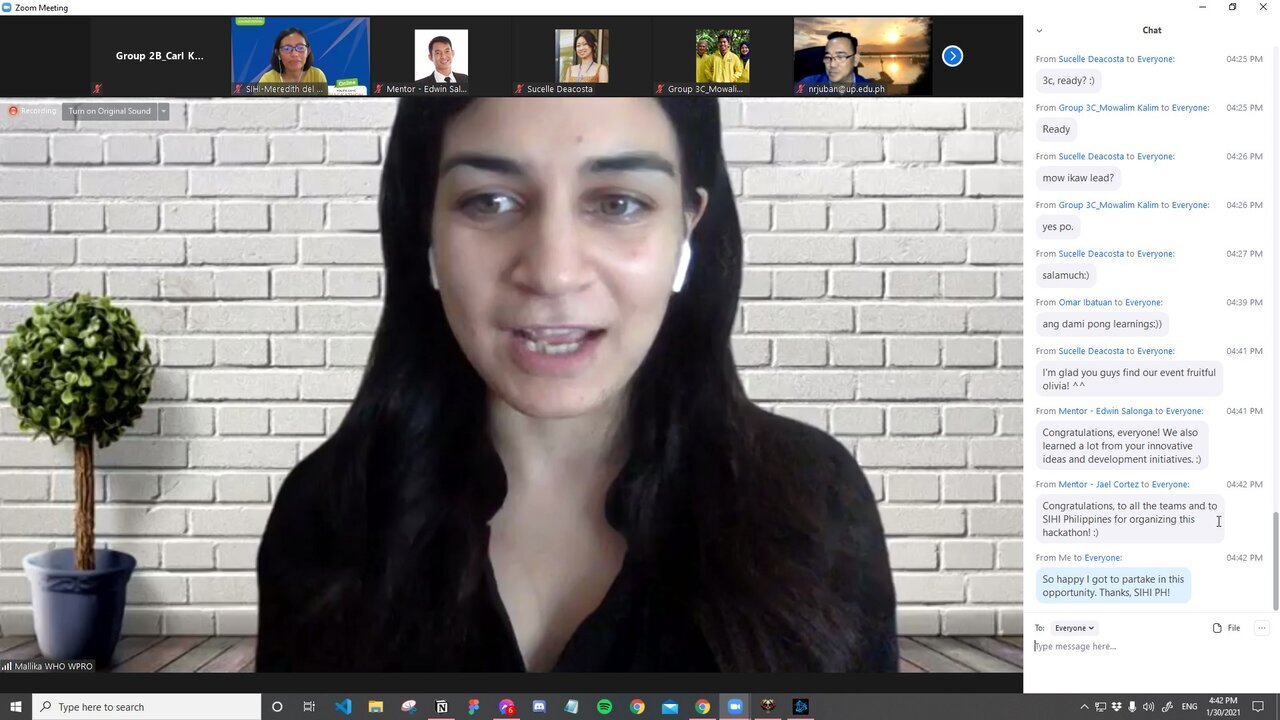 Zoom Meeting
Group 2B_Carl K...
SIHI-Meredith del ...
Mentor - Edwin Sal...
Sucelle Deacosta
Group 3C_Mowali...
nrjuban@up.edu.ph
Online
Recording
Turn on Original Sound
Mallika WHO WPRO
Chat
From Sucelle Deacosta to Everyone: 04:25 PM
3c, ready? :)
From Group 3C_Mowalim Kalim to Everyone: 04:25 PM
Ready
From Sucelle Deacosta to Everyone: 04:26 PM
mow ikaw lead?
From Group 3C_Mowalim Kalim to Everyone: 04:26 PM
yes po.
From Sucelle Deacosta to Everyone: 04:27 PM
salamuch:)
From Omar Ibatuan to Everyone: 04:39 PM
ang dami pong learnings:))
From Sucelle Deacosta to Everyone: 04:41 PM
I'm glad you guys find our event fruitful
olivia! ^^
From Mentor - Edwin Salonga to Everyone: 04:41 PM
Congratulations, everyone! We also
learned a lot from your innovative
ideas and development initiatives. :)
From Mentor - Jael Cortez to Everyone: 04:42 PM
Congratulations, to all the teams and to
SIHI Philippines for organizing this
hackathon! :)
From Me to Everyone: 04:42 PM
So happy I got to partake in this
opportunity. Thanks, SIHI PH!
To: Everyone File ...
Type message here...
Type here to search
6
ENG
4:42 PM
1/30/2021